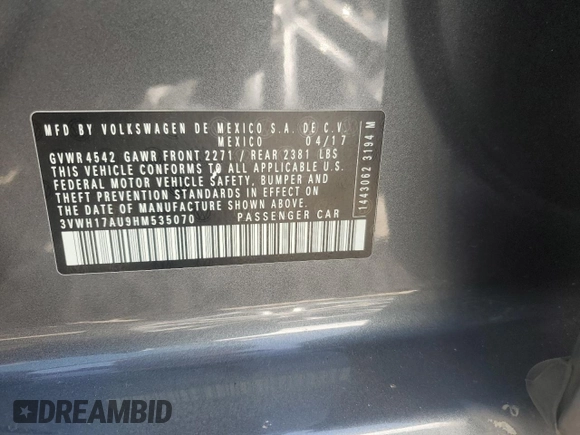 MFD BY VOLKSWAGEN DE MEXICO S.A. DE C.V.
MEXICO 04/17
GVWR4542 GAWR FRONT 2271 / REAR 2381 LBS
THIS VEHICLE CONFORMS TO ALL APPLICABLE U.S.
FEDERAL MOTOR VEHICLE SAFETY, BUMPER AND
THEFT PREVENTION STANDARDS IN EFFECT ON
THE DATE OF MANUFACTURE SHOWN ABOVE.
3VWH17AU9HM535070 PASSENGER CAR
1443062 3194 M
DREAMBID